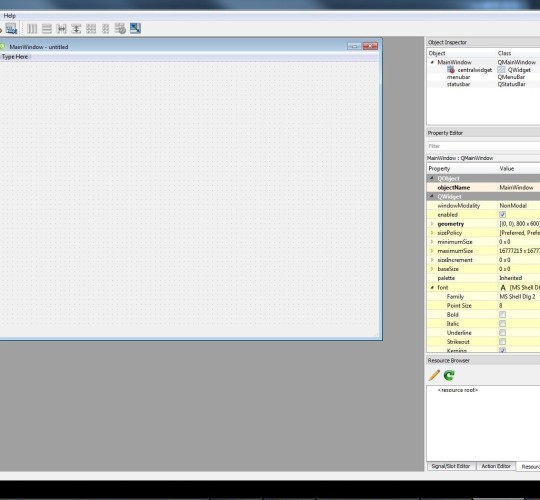 Help
MainWindow - untitled
Type Here
Object Inspector
Object Class
MainWindow QMainWindow
centralwidget QWidget
menubar QMenuBar
statusbar QStatusBar
Property Editor
Filter
MainWindow : QMainWindow
Property Value
QObject
objectName MainWindow
QWidget
windowModality NonModal
enabled
geometry [(0, 0), 800 x 600]
sizePolicy [Preferred, Prefe
minimumSize 0 x 0
maximumSize 16777215 x 1677
sizeIncrement 0 x 0
baseSize 0 x 0
palette Inherited
font A [MS Shell Dl
Family MS Shell Dlg 2
Point Size 8
Bold
Italic
Underline
Strikeout
Kerning
Resource Browser
<resource root>
Signal/Slot Editor Action Editor Resourc